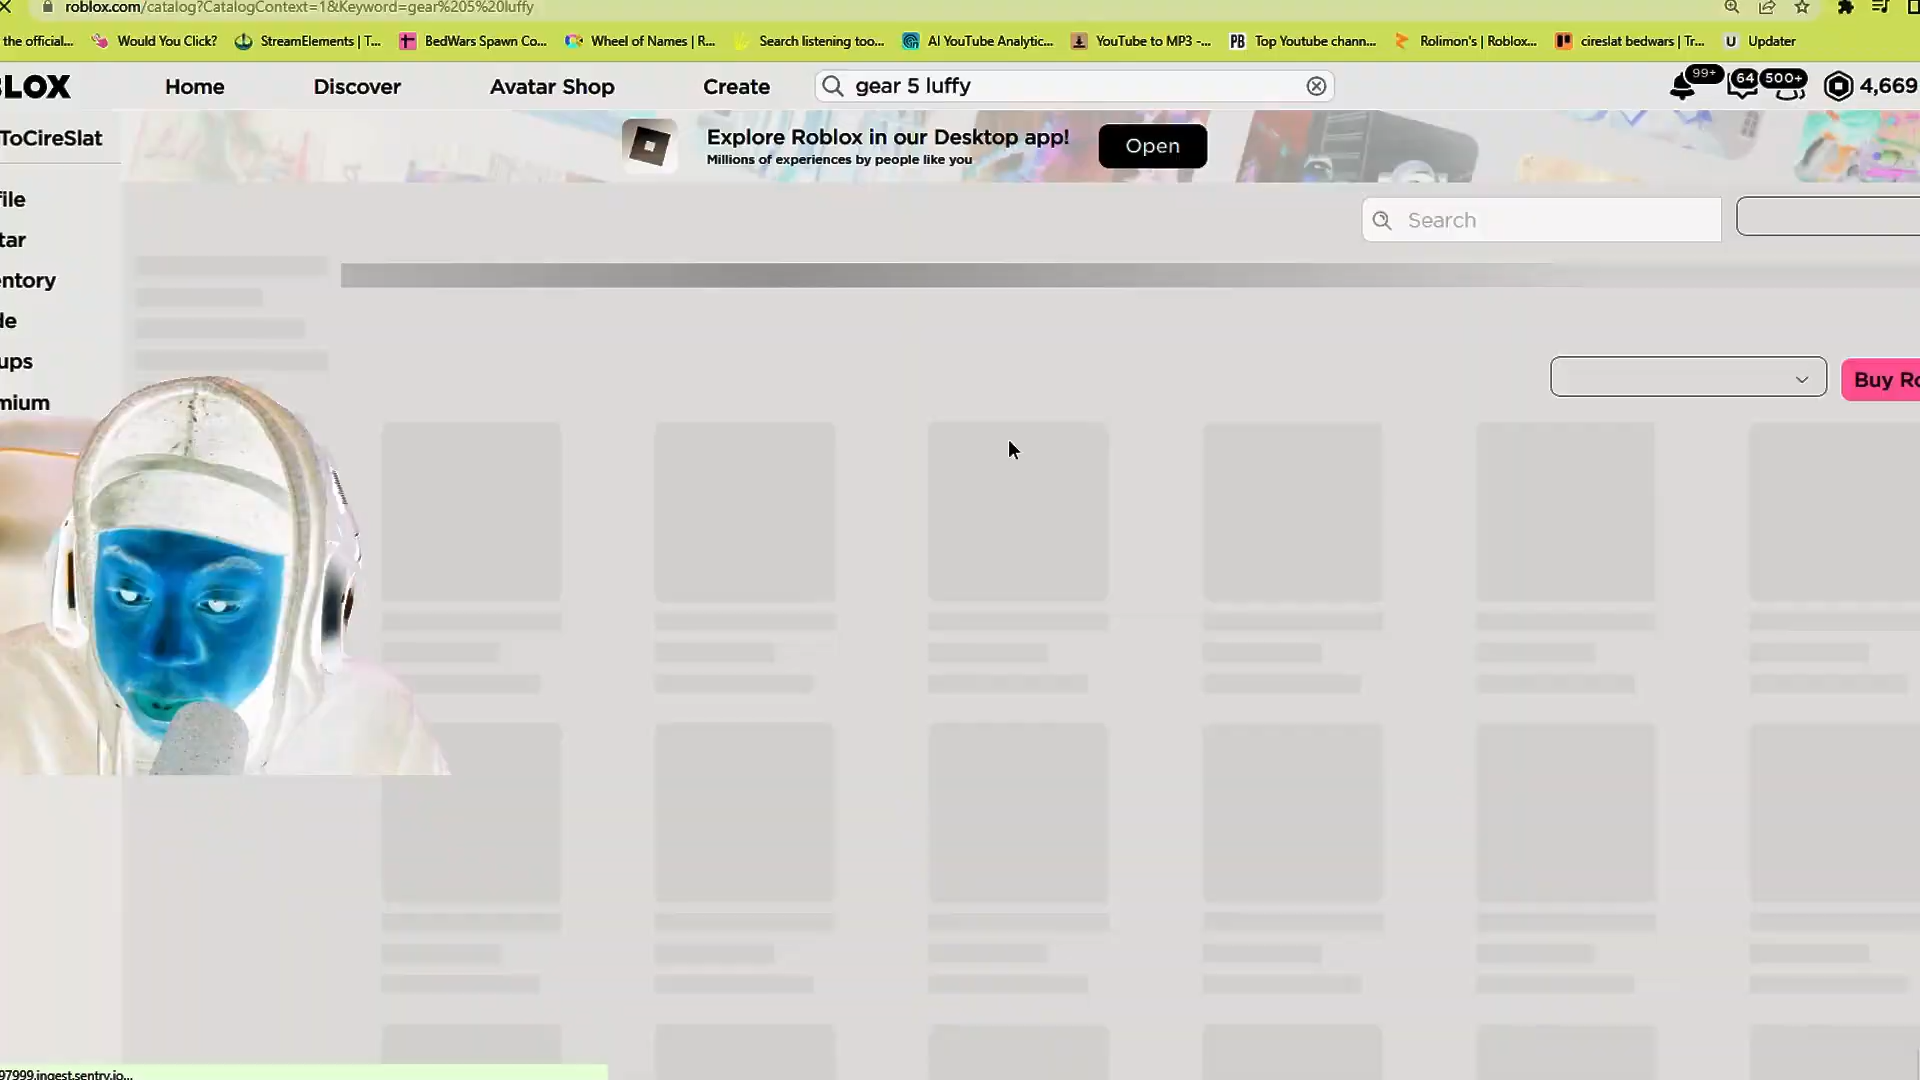 roblox.com/catalog?CatalogContext=1&Keyword=gear%205%20luffy
the official... Would You Click? StreamElements | T... BedWars Spawn Co... Wheel of Names | R... Search listening too... AI YouTube Analytic... YouTube to MP3 -... Top Youtube chann... Rolimon's | Roblox... cireslat bedwars | Tr... Updater
LOX Home Discover Avatar Shop Create gear 5 luffy 99+ 64 500+ 4,669
ToCireSlat
Explore Roblox in our Desktop app!
Millions of experiences by people like you
Open
file
Search
tar
entory
de
ups
Buy Ro
mium
97999.ingest.sentry.io...